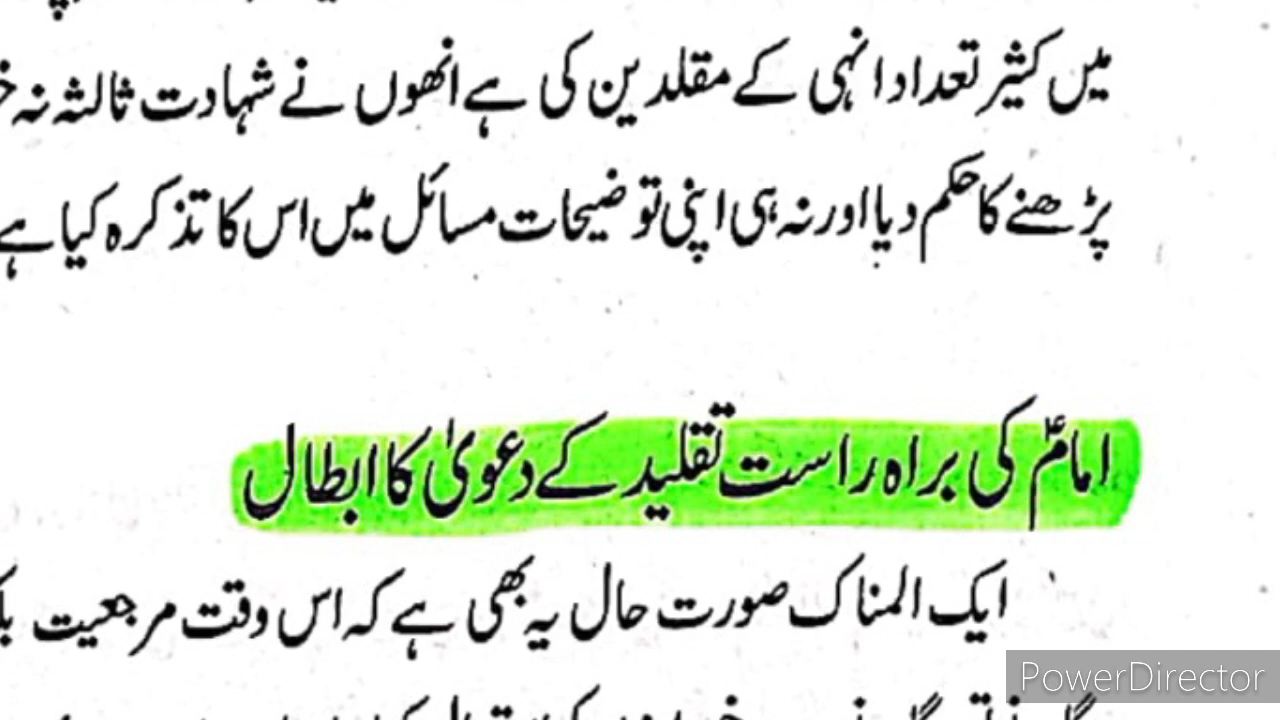 میں کثیر تعداد انہی کے مقلدین کی ہے انھوں نے شہادت ثالثہ نہ
پڑھنے کا حکم دیا اور نہ ہی اپنی توضیحات مسائل میں اس کا تذکرہ کیا ہے
امامؑ کی براہ راست تقلید کے دعویٰ کا ابطال
ایک المناک صورت حال یہ بھی ہے کہ اس وقت مرجعیت
PowerDirector